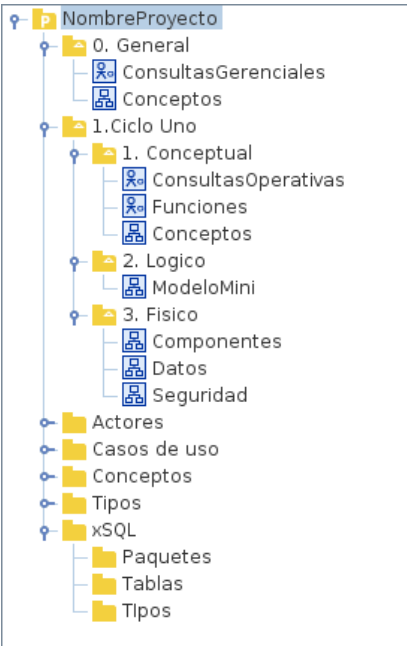 NombreProyecto
0. General
ConsultasGerenciales
Conceptos
1.Ciclo Uno
1. Conceptual
ConsultasOperativas
Funciones
Conceptos
2. Logico
ModeloMini
3. Fisico
Componentes
Datos
Seguridad
Actores
Casos de uso
Conceptos
Tipos
xSQL
Paquetes
Tablas
TIpos